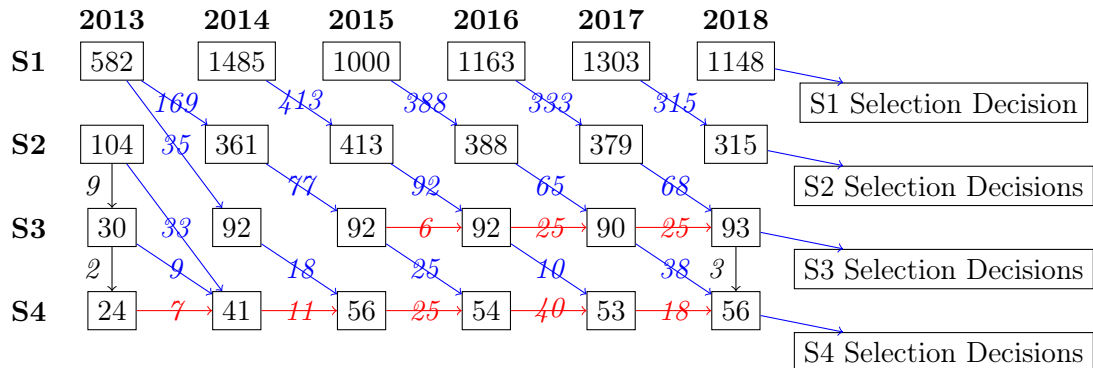 2013 2014 2015 2016 2017 2018
S1 582 1485 1000 1163 1303 1148
S1 Selection Decision
169 413 388 333 315
S2 104 35 361 413 388 379 315
S2 Selection Decisions
9 77 92 65 68
S3 30 33 92 92 6 92 25 90 25 93
S3 Selection Decisions
2 9 18 25 10 38 3
S4 24 7 41 11 56 25 54 40 53 18 56
S4 Selection Decisions